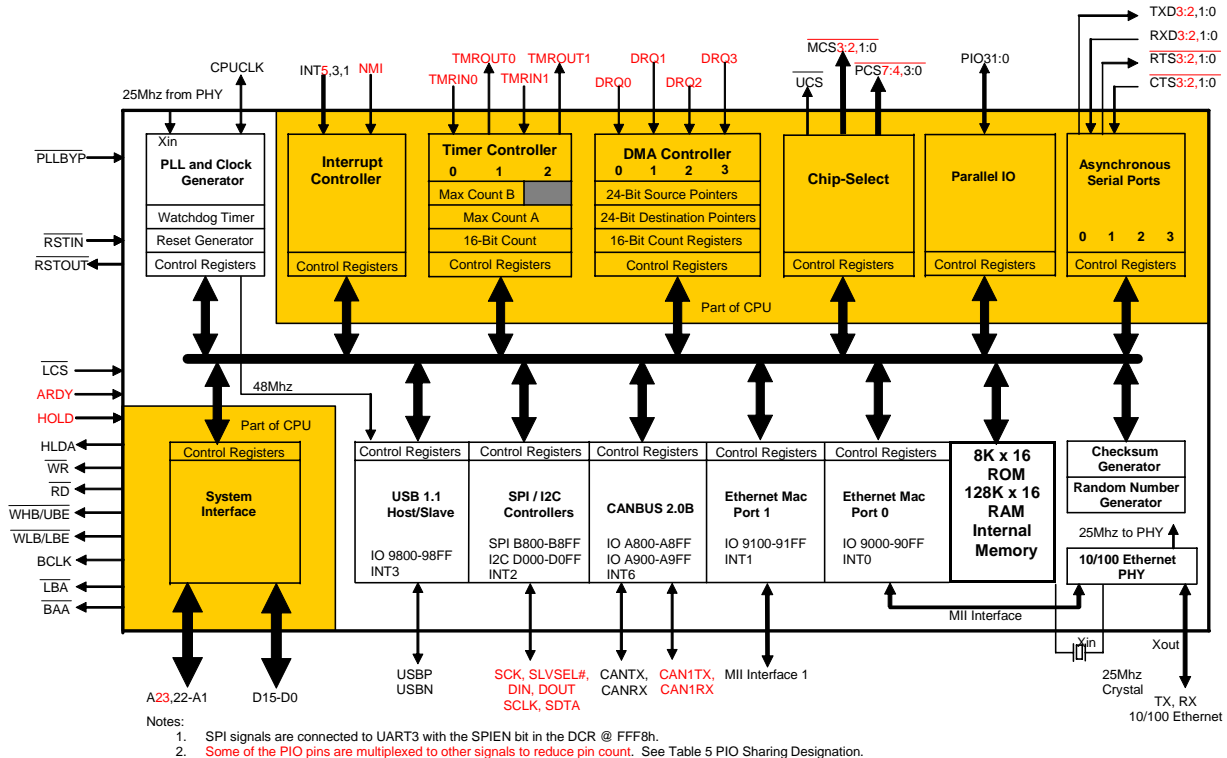 TXD3:2,1:0
RXD3:2,1:0
RTS3:2,1:0
CTS3:2,1:0
MCS3:2,1:0
PCS7:4,3:0
UCS
PIO31:0
TMROUT0
TMROUT1
TMRIN0
TMRIN1
DRQ1
DRQ3
DRQ0
DRQ2
CPUCLK
INT5,3,1
NMI
25Mhz from PHY
PLLBYP
RSTIN
RSTOUT
Xin
PLL and Clock
Generator
Watchdog Timer
Reset Generator
Control Registers
Interrupt
Controller
Control Registers
Timer Controller
0 1 2
Max Count B
Max Count A
16-Bit Count
Control Registers
DMA Controller
0 1 2 3
24-Bit Source Pointers
24-Bit Destination Pointers
16-Bit Count Registers
Control Registers
Chip-Select
Control Registers
Parallel IO
Control Registers
Asynchronous
Serial Ports
0 1 2 3
Control Registers
Part of CPU
48Mhz
LCS
ARDY
HOLD
HLDA
WR
RD
WHB/UBE
WLB/LBE
BCLK
LBA
BAA
Part of CPU
Control Registers
System
Interface
Control Registers
USB 1.1
Host/Slave
IO 9800-98FF
INT3
Control Registers
SPI / I2C
Controllers
SPI B800-B8FF
I2C D000-D0FF
INT2
Control Registers
CANBUS 2.0B
IO A800-A8FF
IO A900-A9FF
INT6
Control Registers
Ethernet Mac
Port 1
IO 9100-91FF
INT1
Control Registers
Ethernet Mac
Port 0
IO 9000-90FF
INT0
8K x 16
ROM
128K x 16
RAM
Internal
Memory
Checksum
Generator
Random Number
Generator
25Mhz to PHY
10/100 Ethernet
PHY
MII Interface
Xin
Xout
25Mhz
Crystal
TX, RX
10/100 Ethernet
A23,22-A1
D15-D0
USBP
USBN
SCK, SLVSEL#,
DIN, DOUT
SCLK, SDTA
CANTX,
CANRX
CAN1TX,
CAN1RX
MII Interface 1
Notes:
1. SPI signals are connected to UART3 with the SPIEN bit in the DCR @ FFF8h.
2. Some of the PIO pins are multiplexed to other signals to reduce pin count. See Table 5 PIO Sharing Designation.